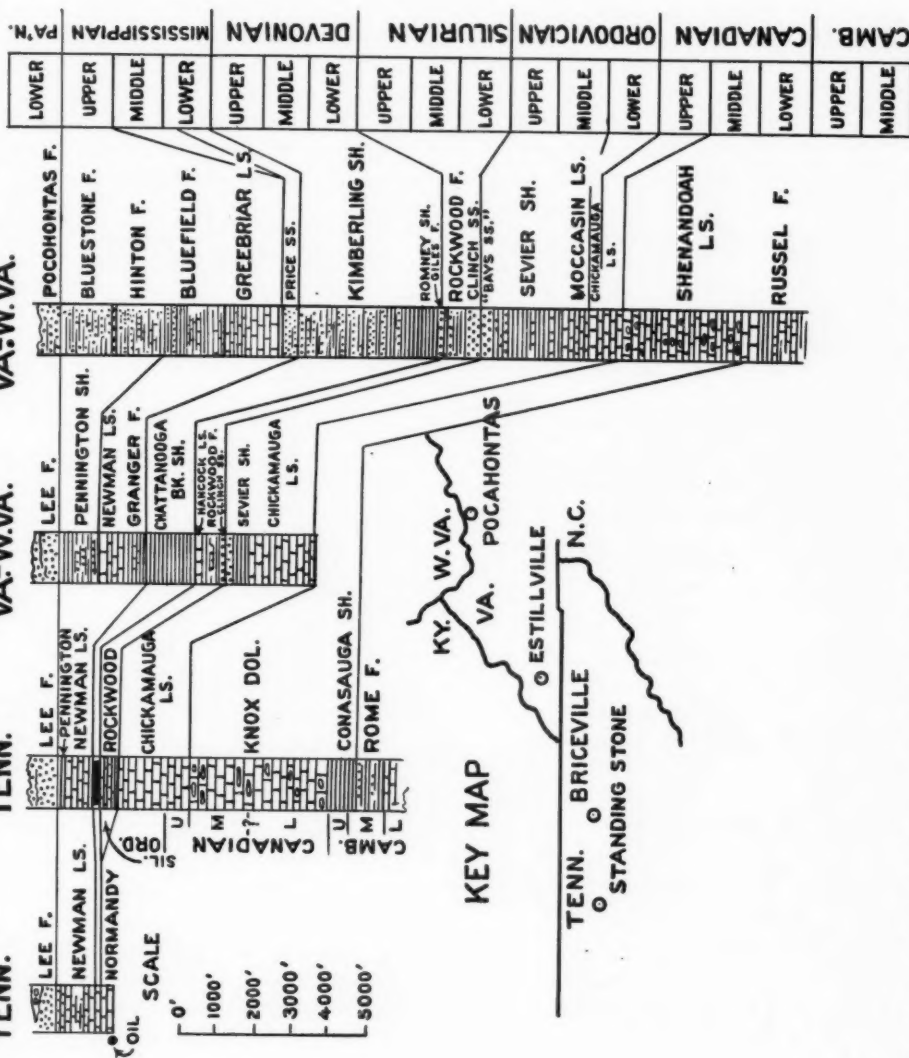 TENN.
TENN.
VA.-W.VA.
VA.-W.VA.
LEE F.
NEWMAN LS.
NORMANDY
OIL
SCALE
0'
1000'
2000'
3000'
4000'
5000'
LEE F.
PENNINGTON
NEWMAN LS.
ROCKWOOD
CHICKAMAUGA
LS.
KNOX DOL.
CONASAUGA SH.
ROME F.
SIL.
ORD.
U
M
-?-
L
CANADIAN
U
M
L
CAMB.
LEE F.
PENNINGTON SH.
NEWMAN LS.
GRANGER F.
CHATTANOOGA
BK. SH.
HANCOCK LS.
ROCKWOOD F.
CLINCH SS.
SEVIER SH.
CHICKAMAUGA
LS.
POCOHONTAS F.
BLUESTONE F.
HINTON F.
BLUEFIELD F.
GREEBRIAR LS.
PRICE SS.
KIMBERLING SH.
ROMNEY SH.
GILES F.
ROCKWOOD F.
CLINCH SS.
"BAYS SS."
SEVIER SH.
MOCCASIN LS.
CHICKAMAUGA
LS.
SHENANDOAH
LS.
RUSSEL F.
LOWER
UPPER
MIDDLE
LOWER
UPPER
MIDDLE
LOWER
UPPER
MIDDLE
LOWER
UPPER
MIDDLE
LOWER
UPPER
MIDDLE
LOWER
UPPER
MIDDLE
PA'N.
MISSISSIPPIAN
DEVONIAN
SILURIAN
ORDOVICIAN
CANADIAN
CAMB.
KEY MAP
KY.
W.VA.
VA.
POCAHONTAS
ESTILLVILLE
TENN.
BRICEVILLE
STANDING STONE
N.C.